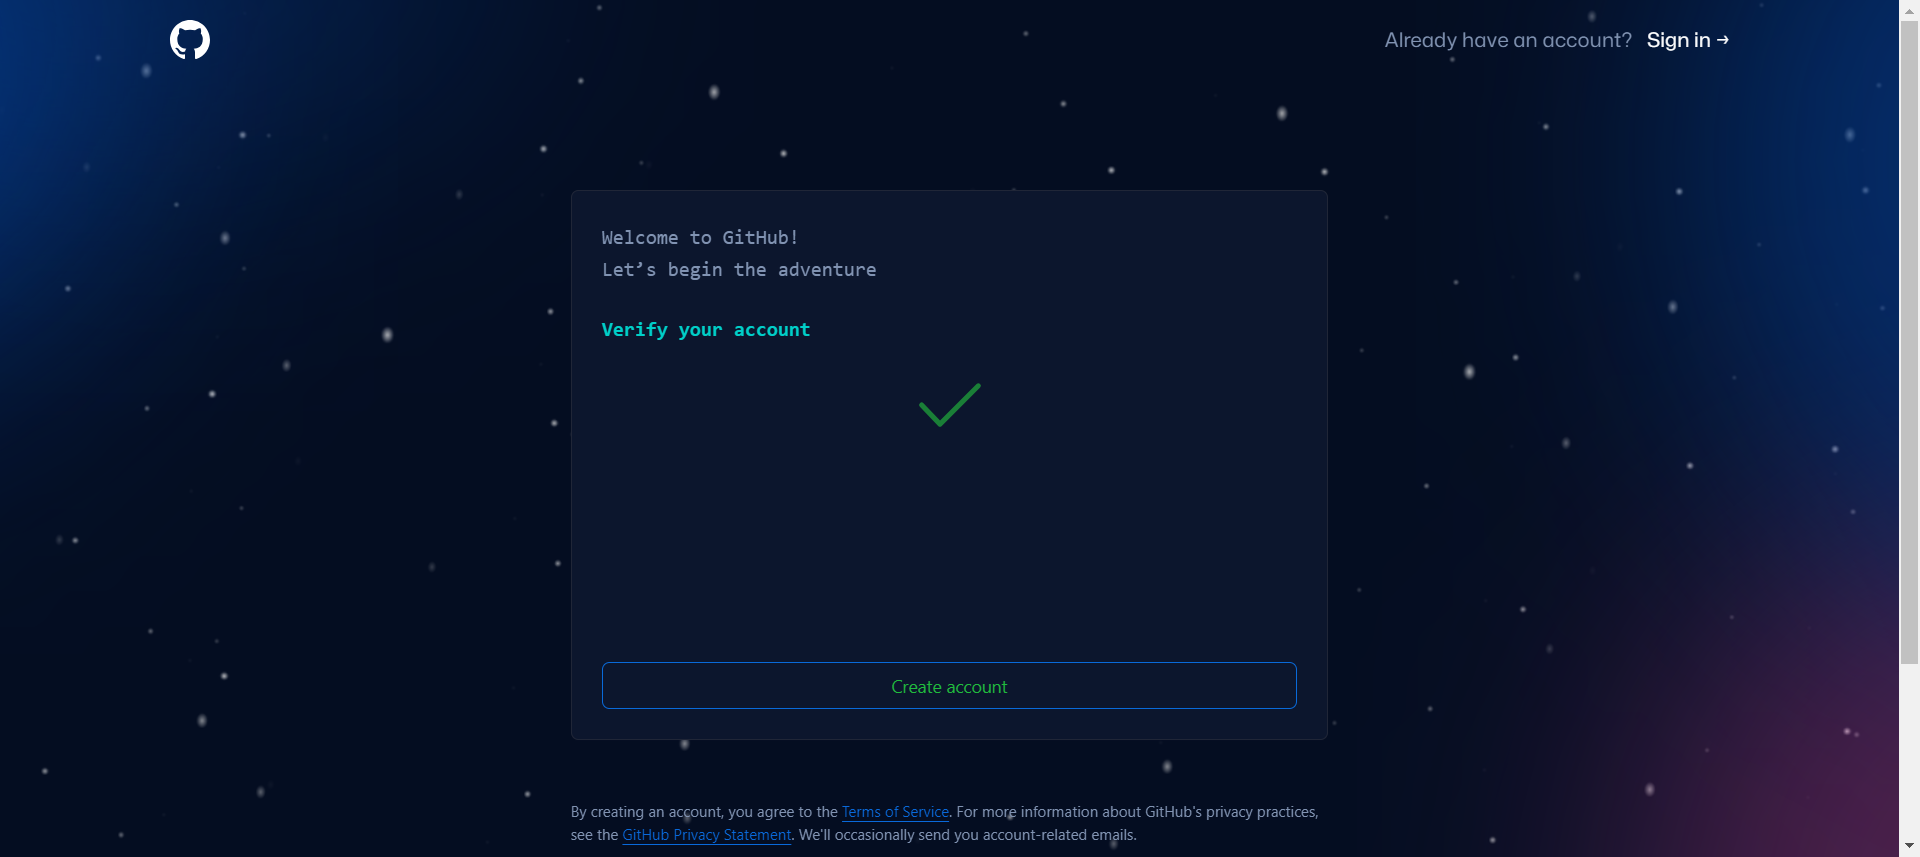 Already have an account? Sign in →
Welcome to GitHub!
Let’s begin the adventure
Verify your account
Create account
By creating an account, you agree to the Terms of Service. For more information about GitHub's privacy practices,
see the GitHub Privacy Statement. We'll occasionally send you account-related emails.